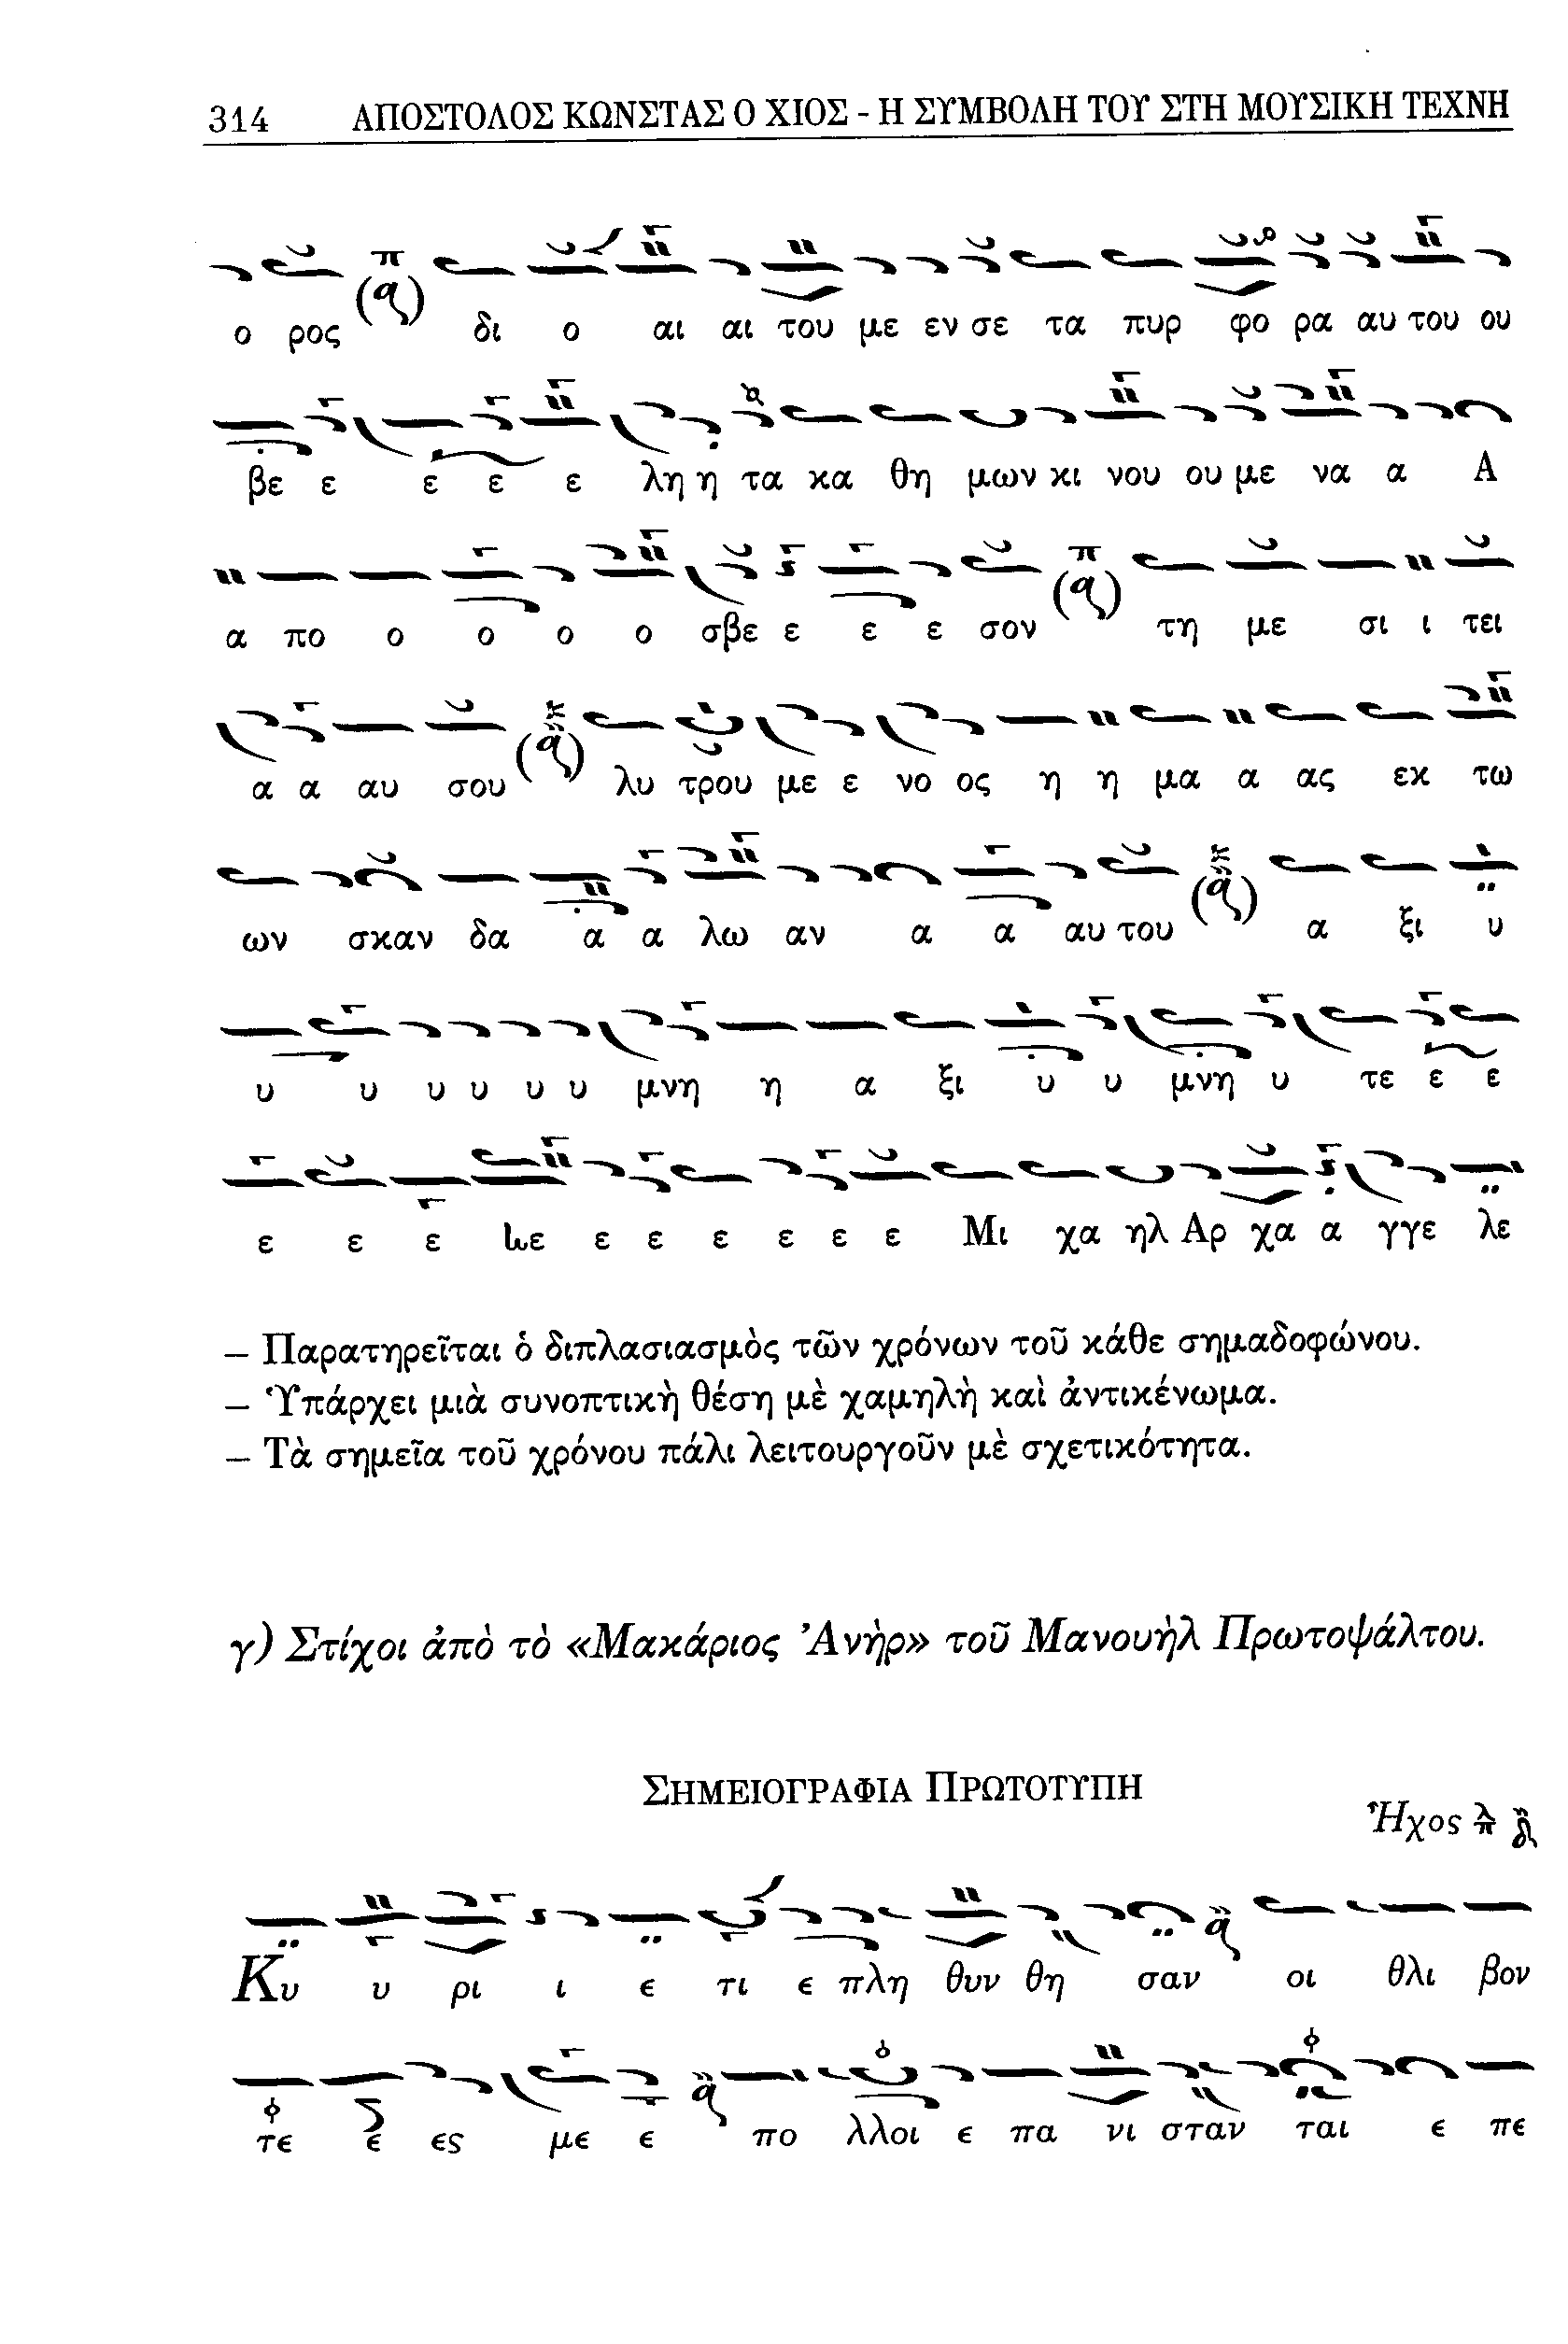 314 ΑΠΟΣΤΟΛΟΣ ΚΩΝΣΤΑΣ Ο ΧΙΟΣ - Η ΣΥΜΒΟΛΗ ΤΟΥ ΣΤΗ ΜΟΥΣΙΚΗ ΤΕΧΝΗ
ο ρος δι ο αι αι του με εν σε τα πυρ φο ρα αυ του ου
βε ε ε ε ε λη η τα κα θη μων κι νου ου με να α Α
α πο ο ο ο ο σβε ε ε ε σον τη με σι ι τει
α α αυ σου λυ τρου με ε νο ος η η μα α ας εκ τω
ων σκαν δα α α λω αν α α αυ του α ξι υ
υ υ υ υ υ υ μνη η α ξι υ υ μνη υ τε ε ε
ε ε ε ε ε ε ε ε ε ε Μι χα ηλ Αρ χα α γγε λε
– Παρατηρεῖται ὁ διπλασιασμὸς τῶν χρόνων τοῦ κάθε σημαδοφώνου.
– Ὑπάρχει μιὰ συνοπτικὴ θέση μὲ χαμηλὴ καὶ ἀντικένωμα.
– Τὰ σημεῖα τοῦ χρόνου πάλι λειτουργοῦν μὲ σχετικότητα.
γ) Στίχοι ἀπὸ τὸ «Μακάριος Ἀνὴρ» τοῦ Μανουὴλ Πρωτοψάλτου.
ΣΗΜΕΙΟΓΡΑΦΙΑ ΠΡΩΤΟΤΥΠΗ
Ἦχος
Κυ υ ρι ι ε τι ε πλη θυν θη σαν οι θλι βον
τε ε ες με ε πο λλοι ε πα νι σταν ται ε πε